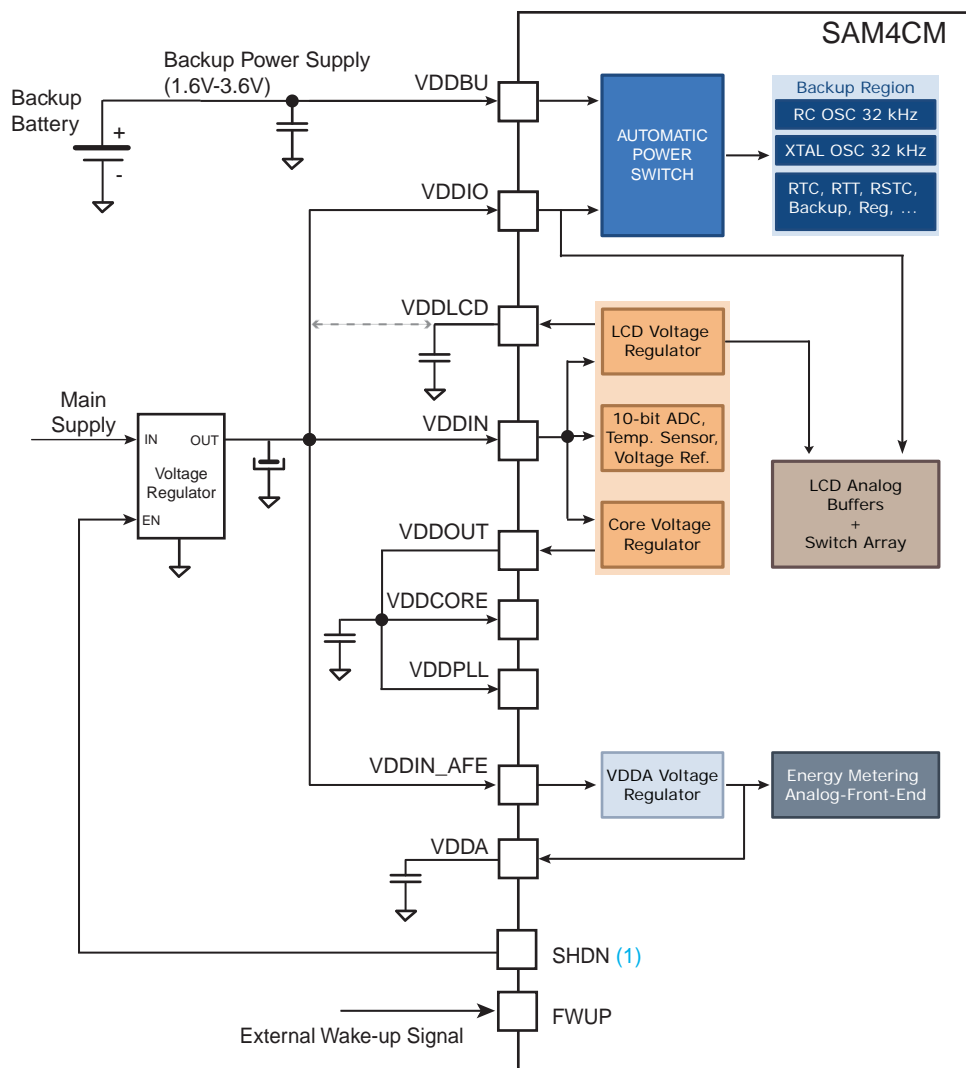 SAM4CM
Backup Power Supply
(1.6V-3.6V)
VDDBU
Backup
Battery
+
-
AUTOMATIC
POWER
SWITCH
Backup Region
RC OSC 32 kHz
XTAL OSC 32 kHz
RTC, RTT, RSTC,
Backup, Reg, ...
VDDIO
VDDLCD
LCD Voltage
Regulator
Main
Supply
IN
OUT
Voltage
Regulator
EN
VDDIN
10-bit ADC,
Temp. Sensor,
Voltage Ref.
LCD Analog
Buffers
+
Switch Array
VDDOUT
Core Voltage
Regulator
VDDCORE
VDDPLL
VDDIN_AFE
VDDA Voltage
Regulator
Energy Metering
Analog-Front-End
VDDA
SHDN (1)
FWUP
External Wake-up Signal